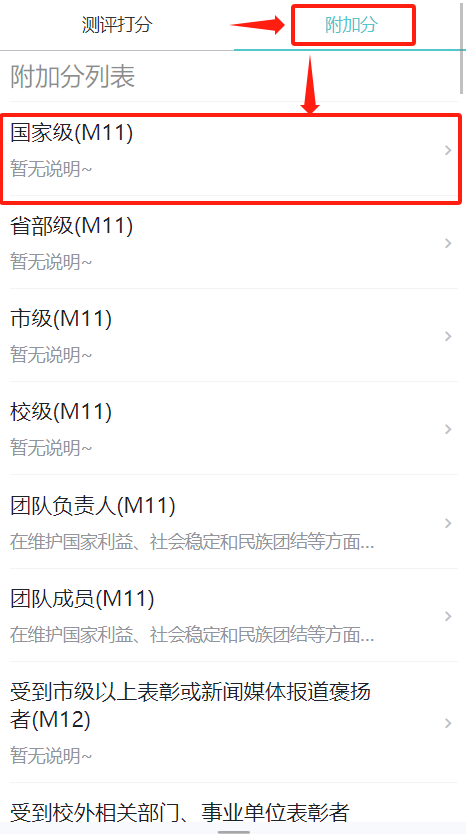 测评打分
附加分
附加分列表
国家级(M11)
暂无说明~
省部级(M11)
暂无说明~
市级(M11)
暂无说明~
校级(M11)
暂无说明~
团队负责人(M11)
在维护国家利益、社会稳定和民族团结等方面...
团队成员(M11)
在维护国家利益、社会稳定和民族团结等方面...
受到市级以上表彰或新闻媒体报道褒扬
者(M12)
暂无说明~
受到校外相关部门、事业单位表彰者